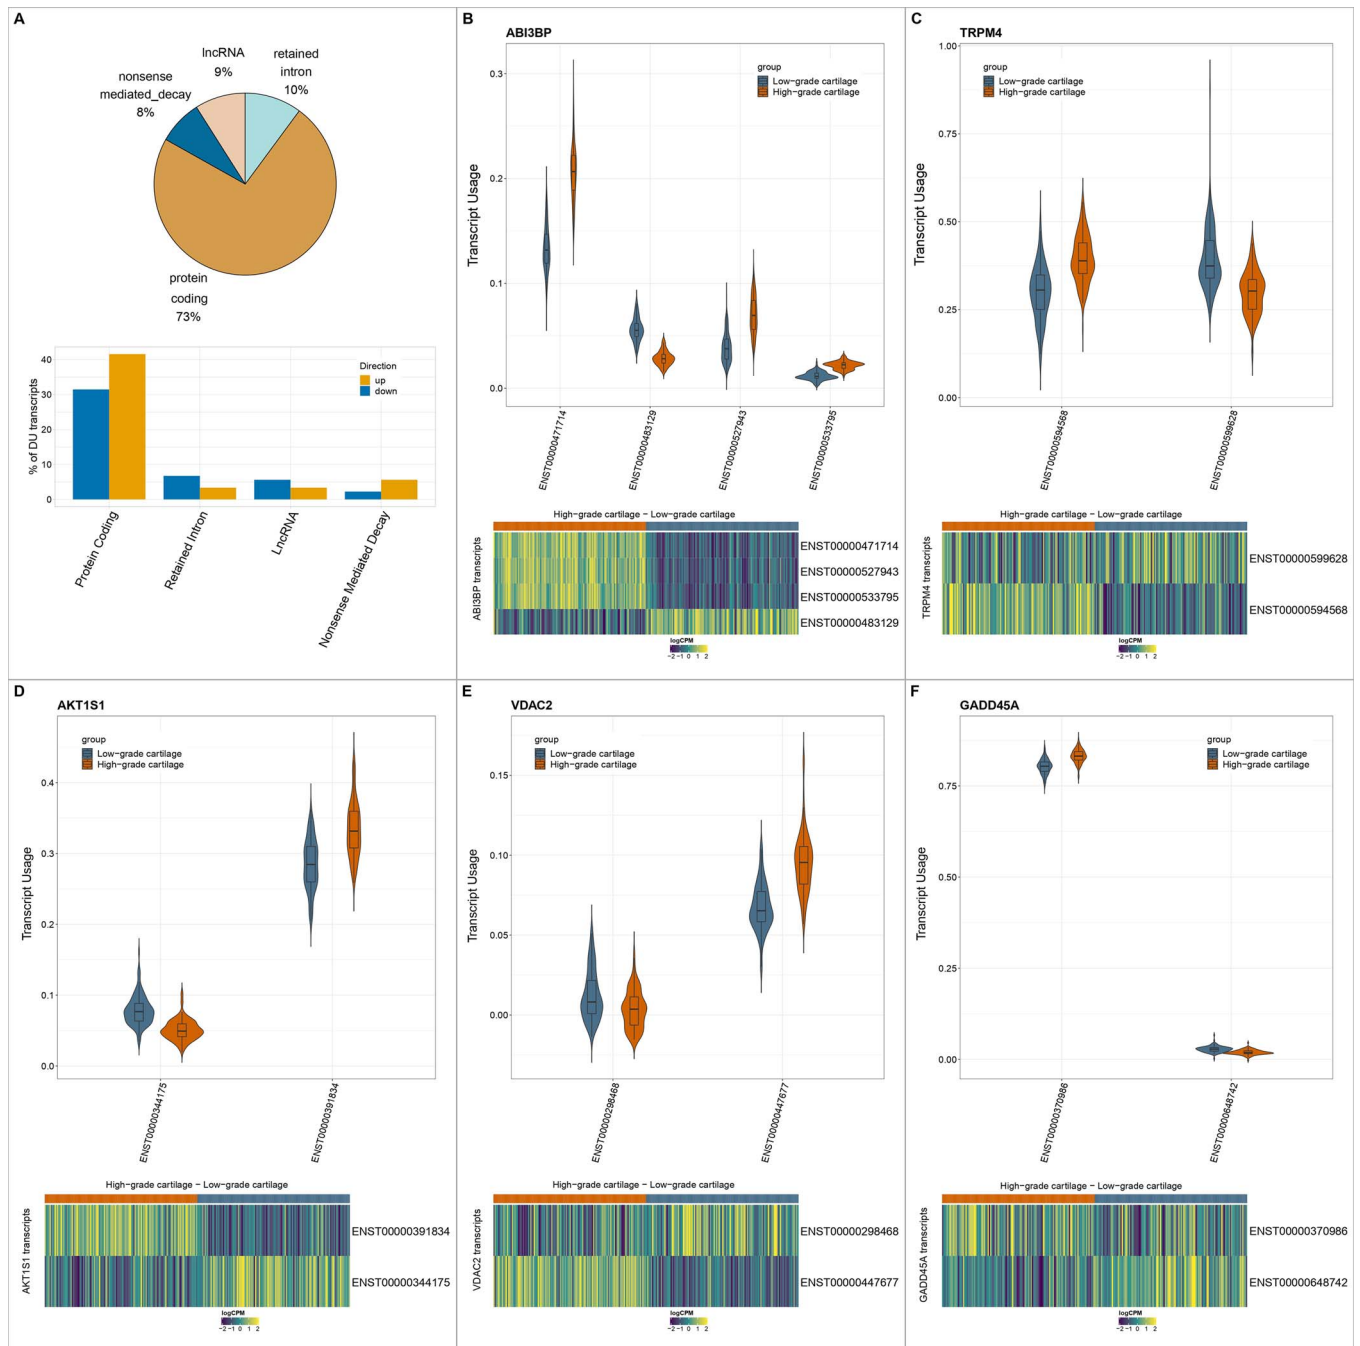 A
lncRNA
9%
retained
intron
10%
nonsense
mediated_decay
8%
protein
coding
73%
% of DU transcripts
40
30
20
10
0
Direction
up
down
Protein Coding
Retained Intron
LncRNA
Nonsense Mediated Decay
B
ABI3BP
Transcript Usage
0.3
0.2
0.1
0.0
group
Low-grade cartilage
High-grade cartilage
ENST00000471714
ENST00000483129
ENST00000527943
ENST00000533795
High-grade cartilage - Low-grade cartilage
ABI3BP transcripts
ENST00000471714
ENST00000527943
ENST00000533795
ENST00000483129
logCPM
-2 -1 0 1 2
C
TRPM4
Transcript Usage
1.00
0.75
0.50
0.25
0.00
group
Low-grade cartilage
High-grade cartilage
ENST00000594568
ENST00000599628
High-grade cartilage - Low-grade cartilage
TRPM4 transcripts
ENST00000599628
ENST00000594568
logCPM
-2 -1 0 1 2
D
AKT1S1
Transcript Usage
0.4
0.3
0.2
0.1
0.0
group
Low-grade cartilage
High-grade cartilage
ENST00000344175
ENST00000391834
High-grade cartilage - Low-grade cartilage
AKT1S1 transcripts
ENST00000391834
ENST00000344175
logCPM
-2 -1 0 1 2
E
VDAC2
Transcript Usage
0.15
0.10
0.05
0.00
group
Low-grade cartilage
High-grade cartilage
ENST00000298468
ENST00000447677
High-grade cartilage - Low-grade cartilage
VDAC2 transcripts
ENST00000298468
ENST00000447677
logCPM
-2 -1 0 1 2
F
GADD45A
Transcript Usage
0.75
0.50
0.25
0.00
group
Low-grade cartilage
High-grade cartilage
ENST00000370986
ENST00000648742
High-grade cartilage - Low-grade cartilage
GADD45A transcripts
ENST00000370986
ENST00000648742
logCPM
-2 -1 0 1 2